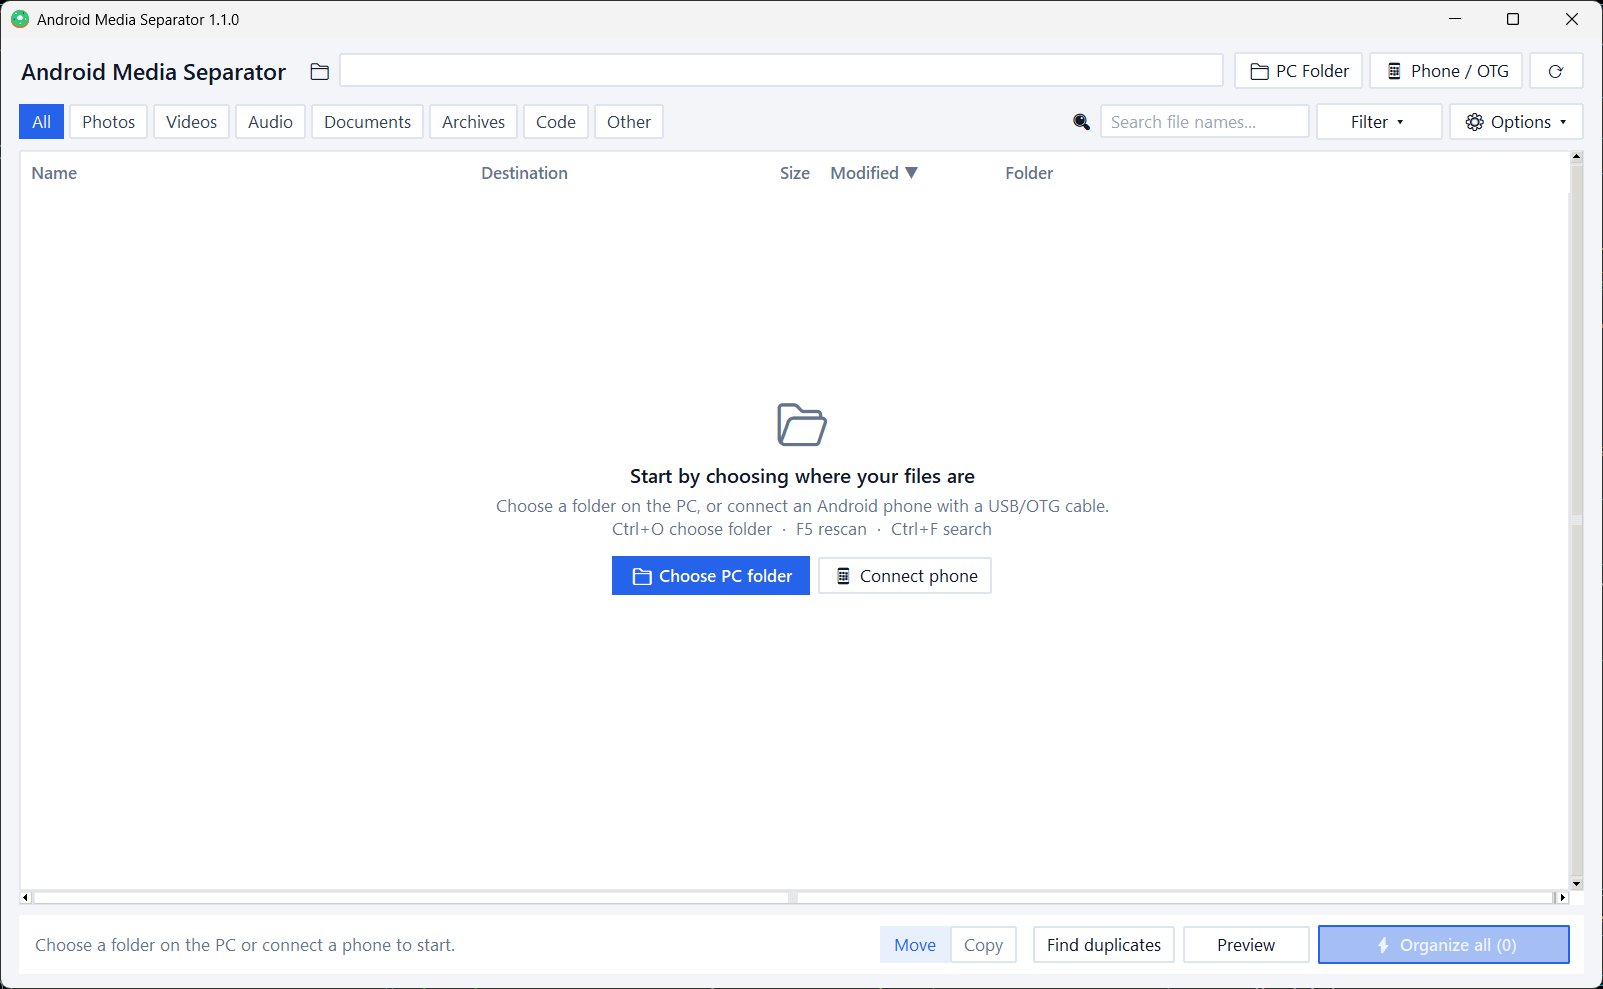 Android Media Separator 1.1.0
Android Media Separator
PC Folder
Phone / OTG
All
Photos
Videos
Audio
Documents
Archives
Code
Other
Search file names...
Filter
Options
Name
Destination
Size
Modified ▼
Folder
Start by choosing where your files are
Choose a folder on the PC, or connect an Android phone with a USB/OTG cable.
Ctrl+O choose folder · F5 rescan · Ctrl+F search
Choose PC folder
Connect phone
Choose a folder on the PC or connect a phone to start.
Move
Copy
Find duplicates
Preview
Organize all (0)